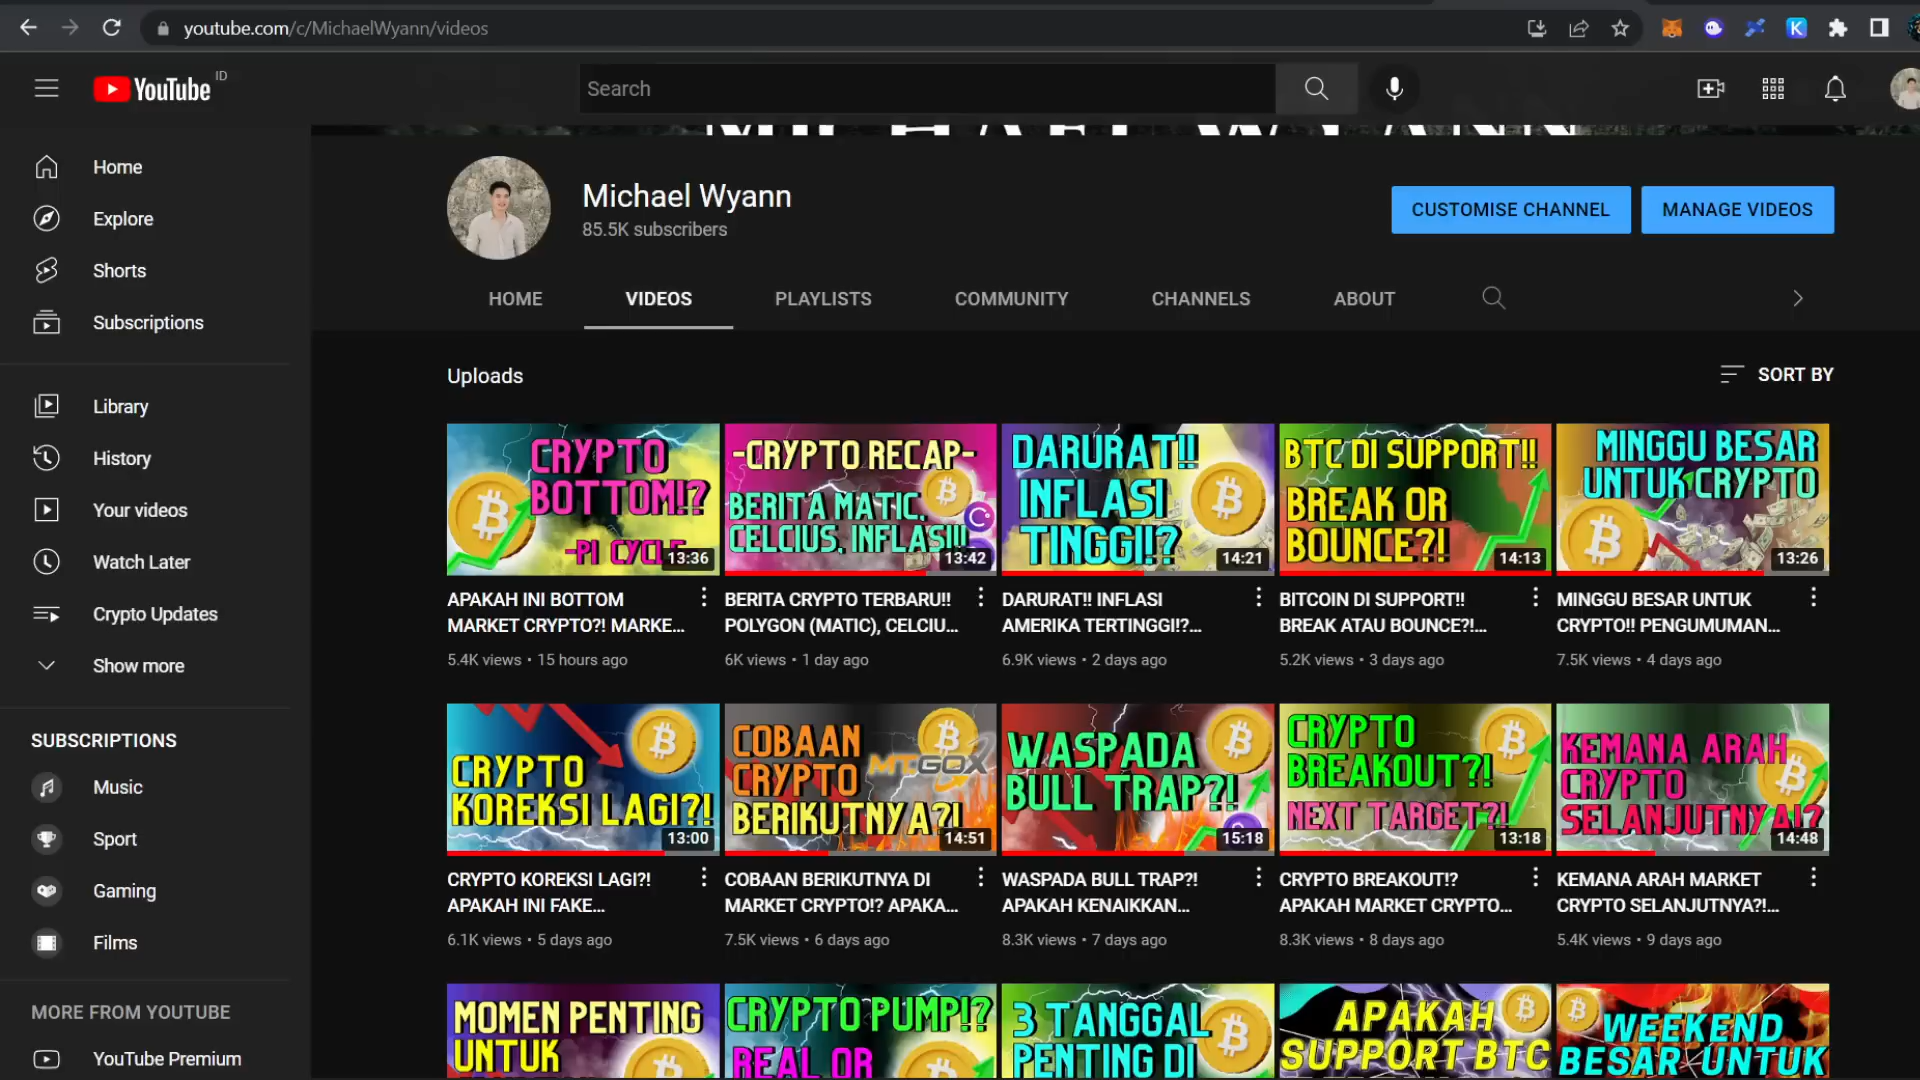 youtube.com/c/MichaelWyann/videos
YouTube ID
Search
Home
Explore
Shorts
Subscriptions
Library
History
Your videos
Watch Later
Crypto Updates
Show more
SUBSCRIPTIONS
Music
Sport
Gaming
Films
MORE FROM YOUTUBE
YouTube Premium
MICHAEL WYANN
Michael Wyann
85.5K subscribers
CUSTOMISE CHANNEL
MANAGE VIDEOS
HOME VIDEOS PLAYLISTS COMMUNITY CHANNELS ABOUT
Uploads
SORT BY
CRYPTO
BOTTOM!?
-PI CYCLE
13:36
APAKAH INI BOTTOM
MARKET CRYPTO?! MARKE...
5.4K views • 15 hours ago
-CRYPTO RECAP-
BERITA MATIC,
CELCIUS, INFLASI!!
13:42
BERITA CRYPTO TERBARU!!
POLYGON (MATIC), CELCIU...
6K views • 1 day ago
DARURAT!!
INFLASI
TINGGI!?
14:21
DARURAT!! INFLASI
AMERIKA TERTINGGI!?...
6.9K views • 2 days ago
BTC DI SUPPORT!!
BREAK OR
BOUNCE?!
14:13
BITCOIN DI SUPPORT!!
BREAK ATAU BOUNCE?!...
5.2K views • 3 days ago
MINGGU BESAR
UNTUK CRYPTO
13:26
MINGGU BESAR UNTUK
CRYPTO!! PENGUMUMAN...
7.5K views • 4 days ago
CRYPTO
KOREKSI LAGI?!
13:00
CRYPTO KOREKSI LAGI?!
APAKAH INI FAKE...
6.1K views • 5 days ago
COBAAN
CRYPTO MT.GOX
BERIKUTNYA?!
14:51
COBAAN BERIKUTNYA DI
MARKET CRYPTO!? APAKA...
7.5K views • 6 days ago
WASPADA
BULL TRAP?!
15:18
WASPADA BULL TRAP?!
APAKAH KENAIKKAN...
8.3K views • 7 days ago
CRYPTO
BREAKOUT?!
NEXT TARGET?!
13:18
CRYPTO BREAKOUT!?
APAKAH MARKET CRYPTO...
8.3K views • 8 days ago
KEMANA ARAH
CRYPTO
SELANJUTNYA!?
14:48
KEMANA ARAH MARKET
CRYPTO SELANJUTNYA?!...
5.4K views • 9 days ago
MOMEN PENTING
UNTUK
CRYPTO PUMP!?
REAL OR
3 TANGGAL
PENTING DI
APAKAH
SUPPORT BTC
WEEKEND
BESAR UNTUK